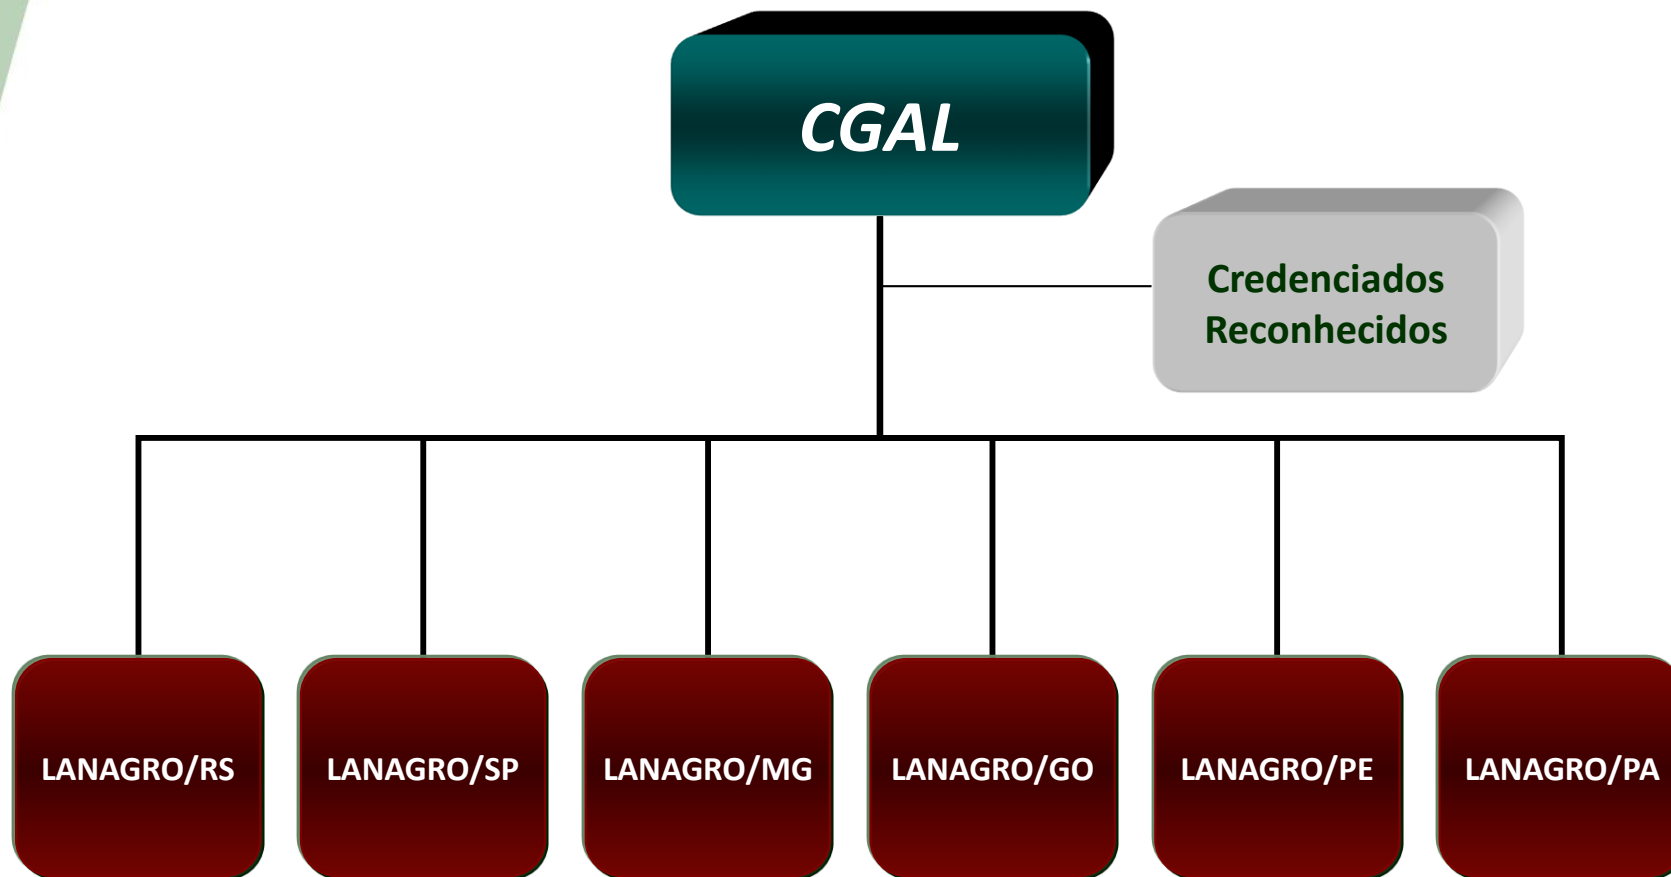 CGAL
Credenciados
Reconhecidos
LANAGRO/RS
LANAGRO/SP
LANAGRO/MG
LANAGRO/GO
LANAGRO/PE
LANAGRO/PA